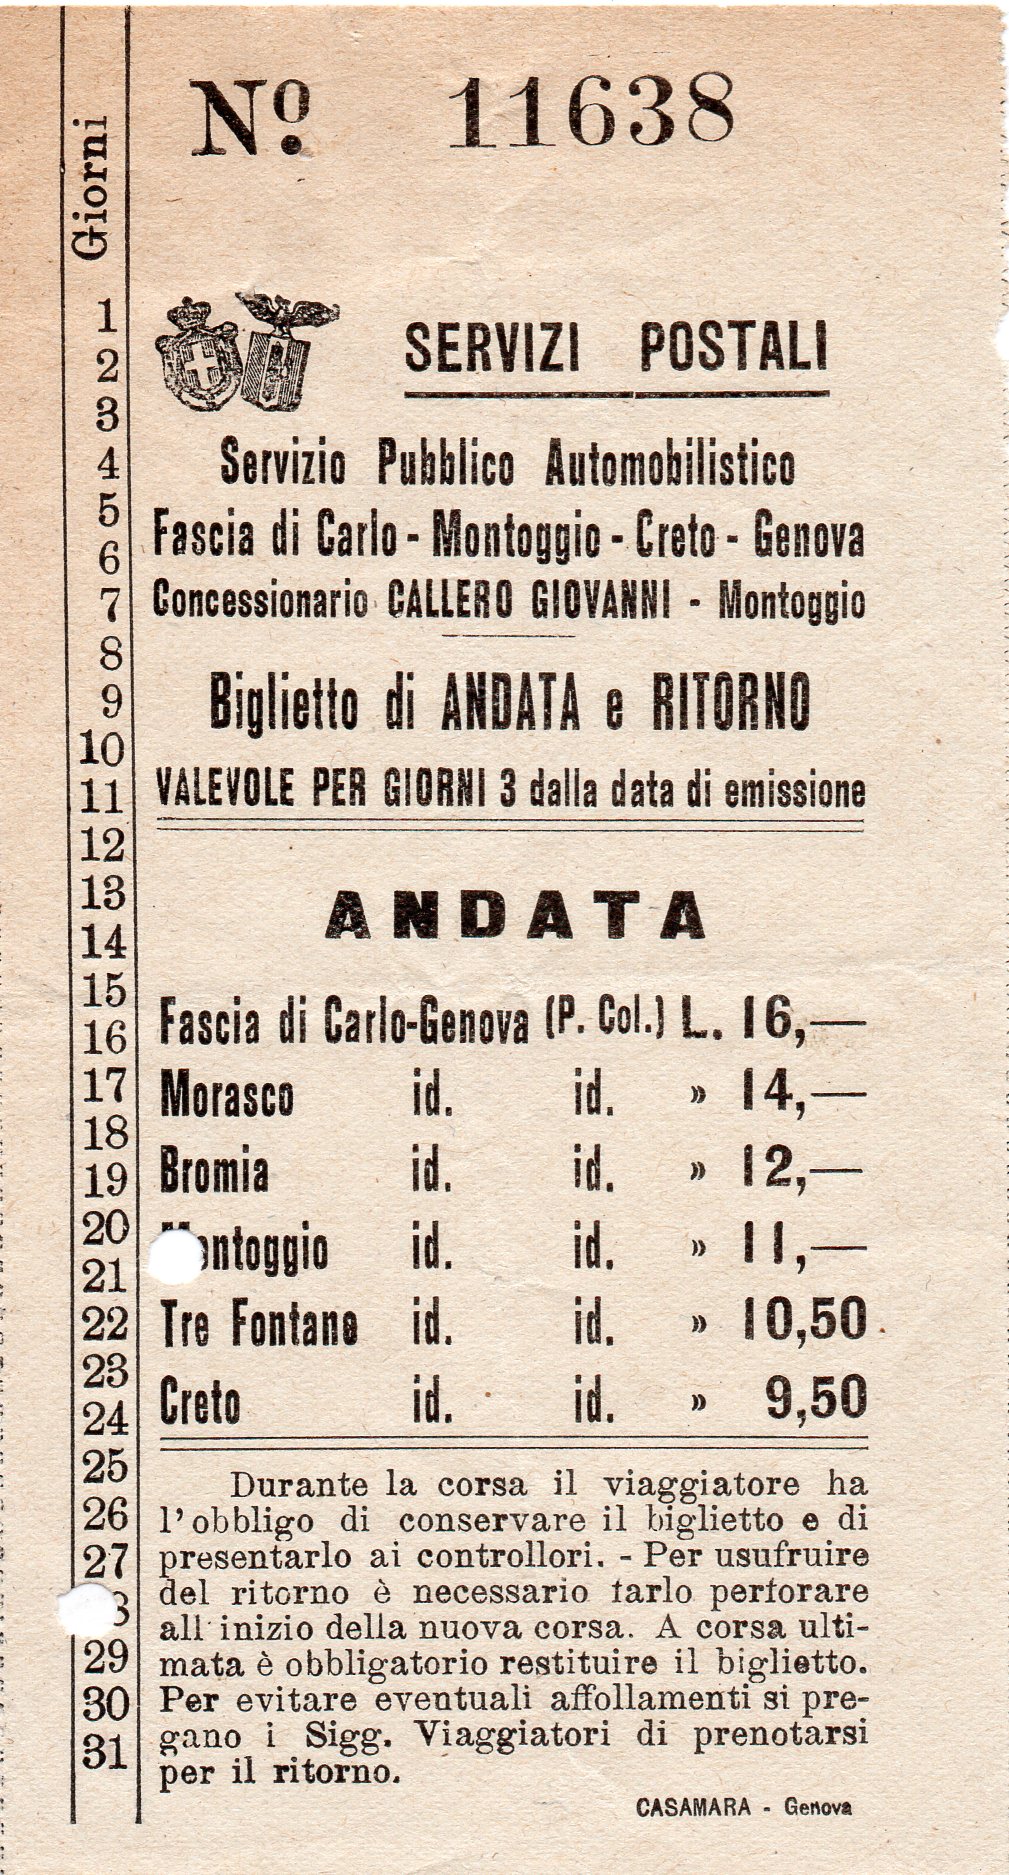 Nº 11638
Giorni
1
2
3
4
5
6
7
8
9
10
11
12
13
14
15
16
17
18
19
20
21
22
23
24
25
26
27
29
30
31
SERVIZI POSTALI
Servizio Pubblico Automobilistico
Fascia di Carlo - Montoggio - Creto - Genova
Concessionario CALLERO GIOVANNI - Montoggio
Biglietto di ANDATA e RITORNO
VALEVOLE PER GIORNI 3 dalla data di emissione
ANDATA
Fascia di Carlo-Genova (P. Col.) L. 16,—
Morasco id. id. » 14,—
Bromia id. id. » 12,—
Montoggio id. id. » 11,—
Tre Fontane id. id. » 10,50
Creto id. id. » 9,50
Durante la corsa il viaggiatore ha
l'obbligo di conservare il biglietto e di
presentarlo ai controllori. - Per usufruire
del ritorno è necessario farlo perforare
all'inizio della nuova corsa. A corsa ulti-
mata è obbligatorio restituire il biglietto.
Per evitare eventuali affollamenti si pre-
gano i Sigg. Viaggiatori di prenotarsi
per il ritorno.
CASAMARA - Genova